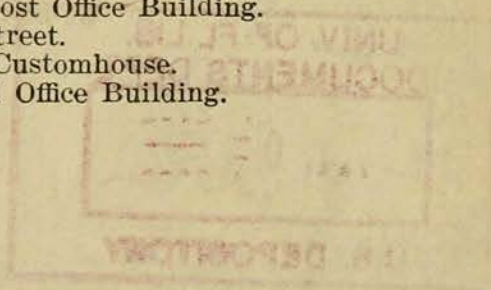 ost Office Building.
treet.
Customhouse.
Office Building.
UNIV. OF FL LIB.
DOCUMENTS DEPT
U.S. DEPOSITORY